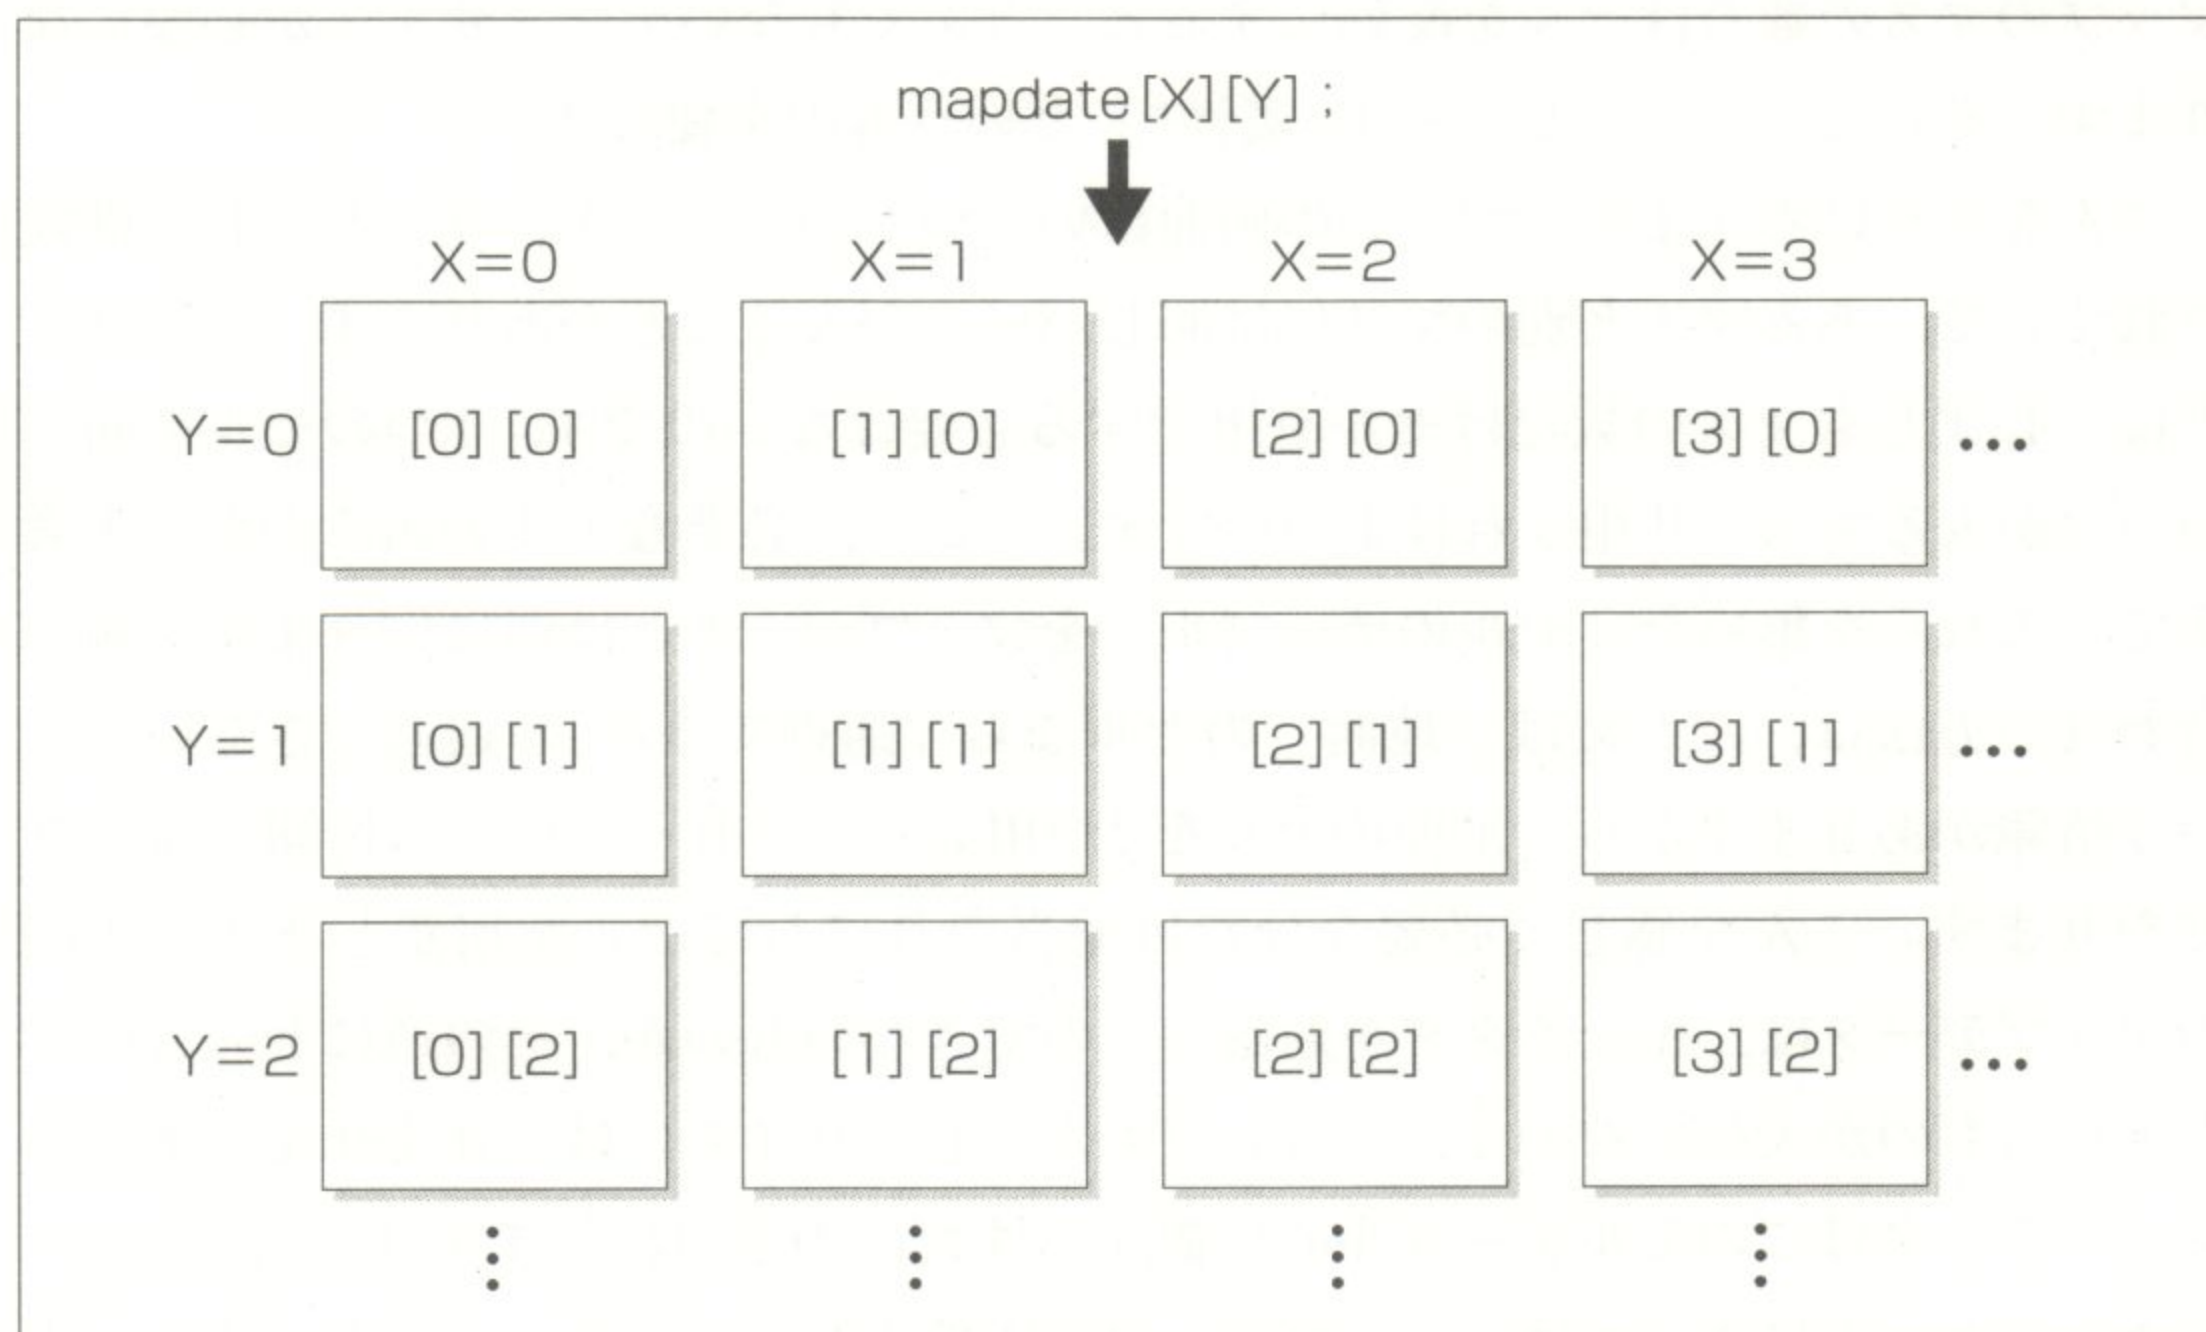 mapdate[X][Y] ;
X=0 X=1 X=2 X=3
Y=0 [0] [0] [1] [0] [2] [0] [3] [0] ...
Y=1 [0] [1] [1] [1] [2] [1] [3] [1] ...
Y=2 [0] [2] [1] [2] [2] [2] [3] [2] ...